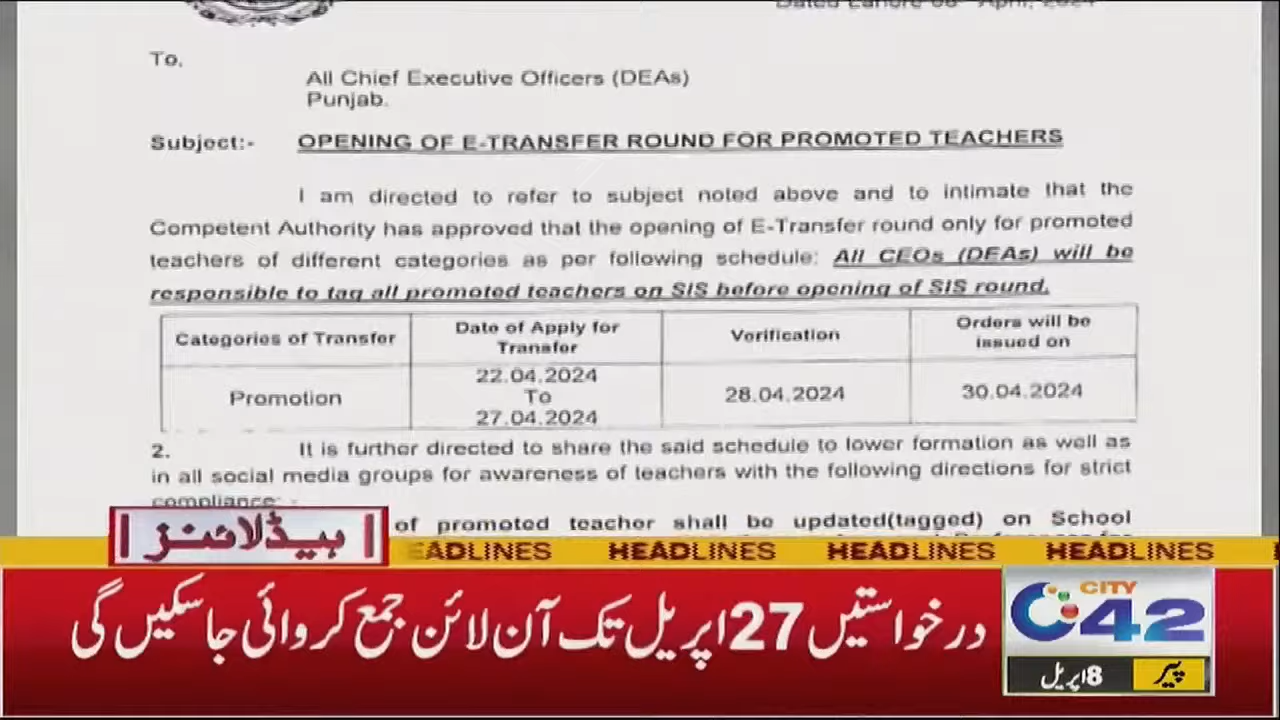 Dated Lahore 08 April, 2024
To,
All Chief Executive Officers (DEAs)
Punjab.
Subject:- OPENING OF E-TRANSFER ROUND FOR PROMOTED TEACHERS
I am directed to refer to subject noted above and to intimate that the
Competent Authority has approved that the opening of E-Transfer round only for promoted
teachers of different categories as per following schedule: All CEOs (DEAs) will be
responsible to tag all promoted teachers on SIS before opening of SIS round.
Categories of Transfer
Date of Apply for
Transfer
Verification
Orders will be
issued on
Promotion
22.04.2024
To
27.04.2024
28.04.2024
30.04.2024
2. It is further directed to share the said schedule to lower formation as well as
in all social media groups for awareness of teachers with the following directions for strict
compliance: -
of promoted teacher shall be updated(tagged) on School
ہیڈلائنز
EADLINES HEADLINES HEADLINES HEADLINES
درخواستیں 27 اپریل تک آن لائن جمع کروائی جا سکیں گی
CITY
42
پیر
8 اپریل